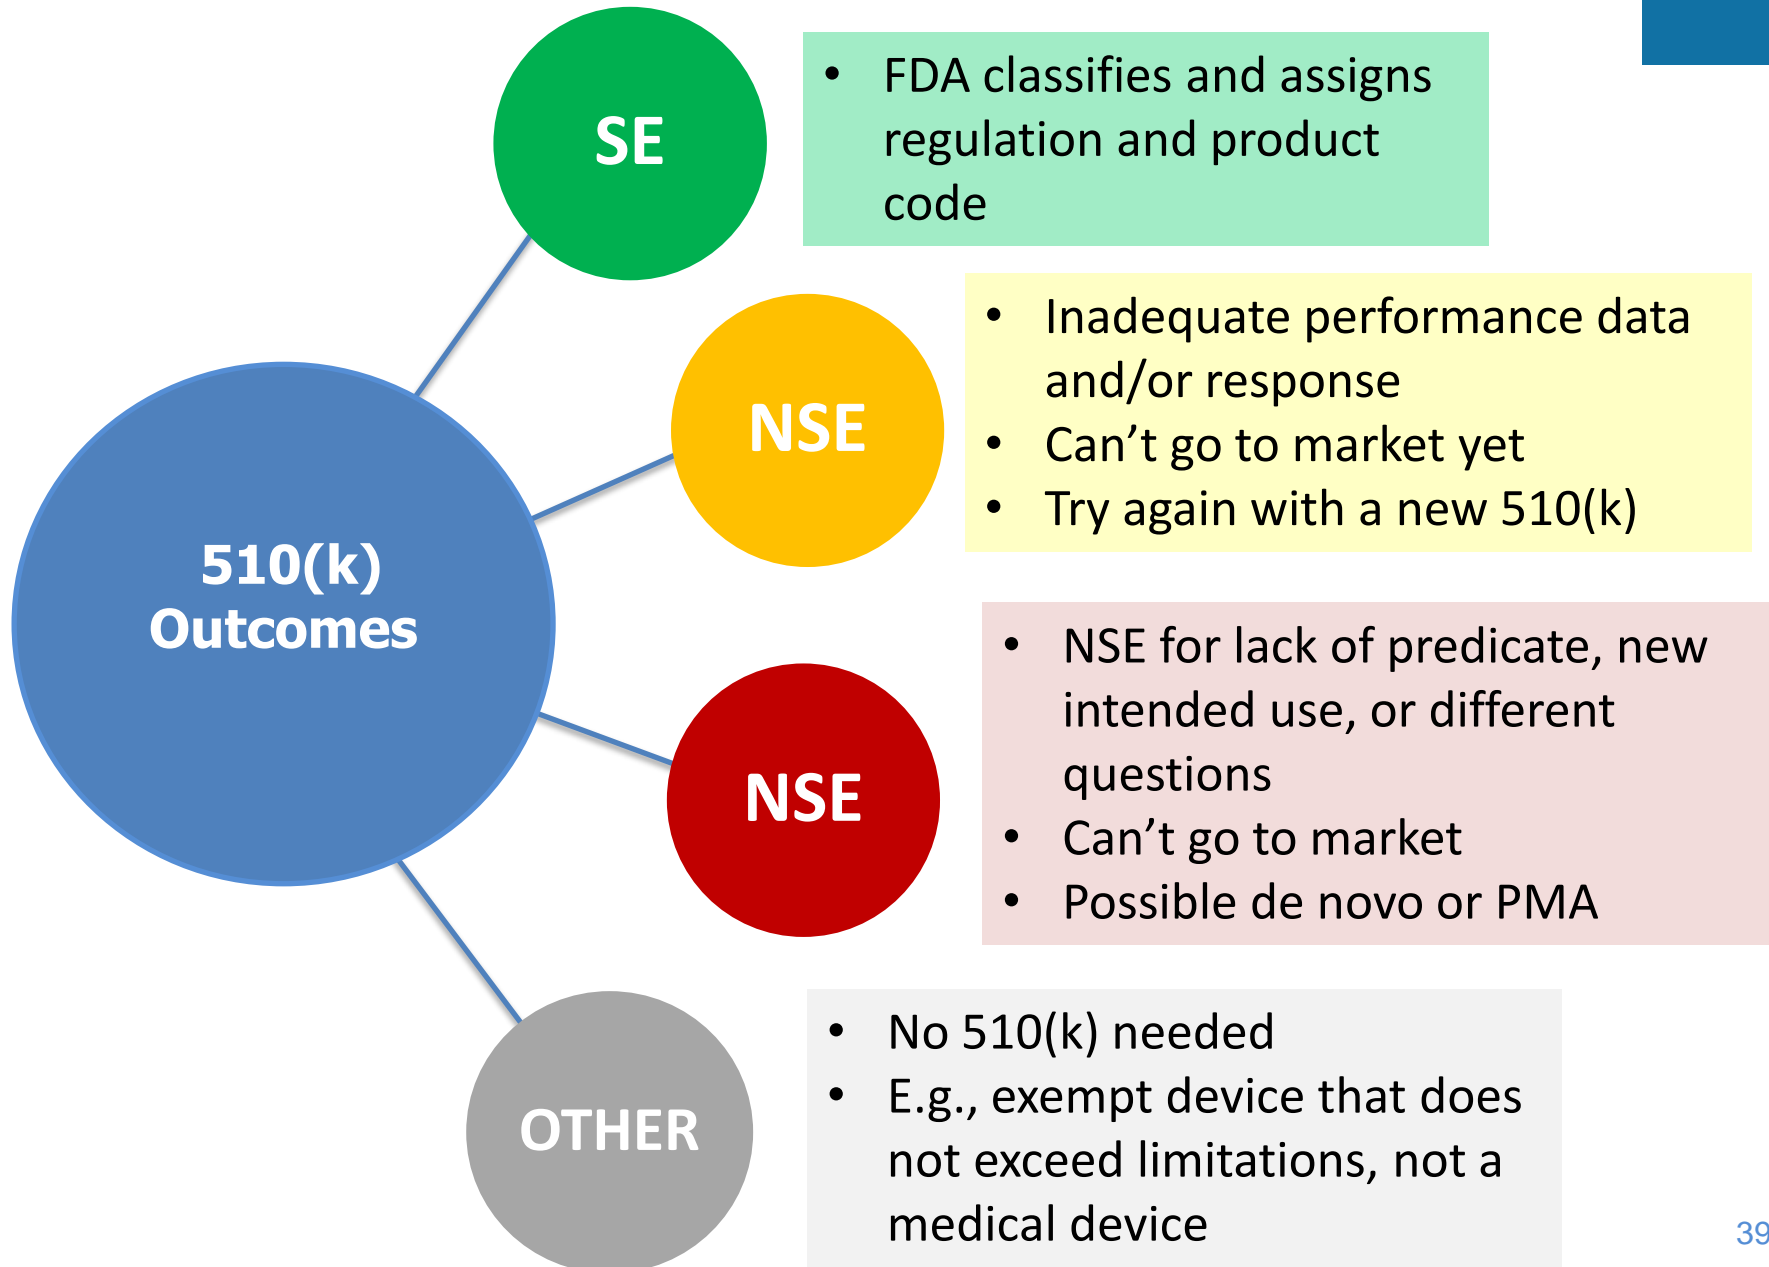 SE
• FDA classifies and assigns
regulation and product
code
NSE
• Inadequate performance data
and/or response
• Can’t go to market yet
• Try again with a new 510(k)
510(k)
Outcomes
NSE
• NSE for lack of predicate, new
intended use, or different
questions
• Can’t go to market
• Possible de novo or PMA
OTHER
• No 510(k) needed
• E.g., exempt device that does
not exceed limitations, not a
medical device
39